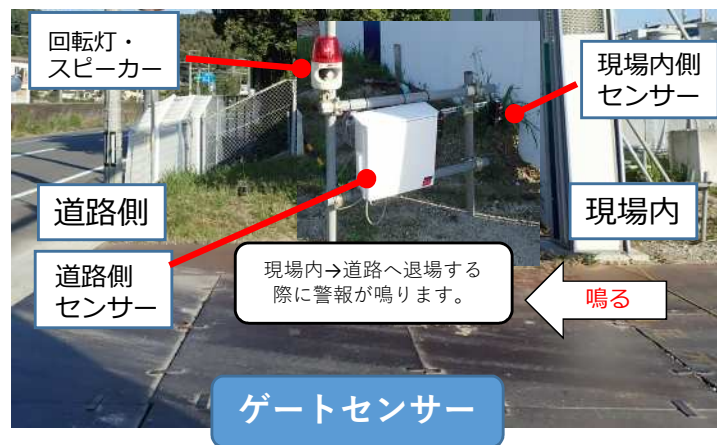 回転灯・
スピーカー
現場内側
センサー
道路側
現場内
道路側
センサー
現場内→道路へ退場する
際に警報が鳴ります。
鳴る
ゲートセンサー